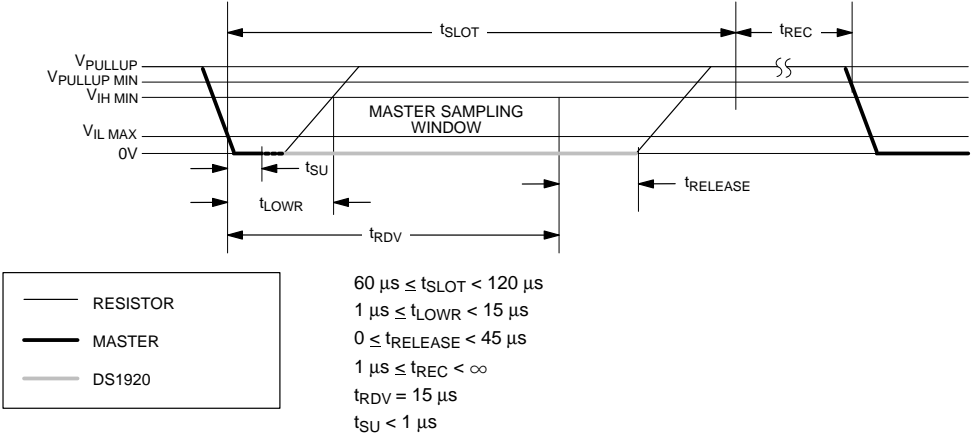 tSLOT tREC
VPULLUP
VPULLUP MIN
VIH MIN
MASTER SAMPLING
WINDOW
VIL MAX
0V
tSU
tRELEASE
tLOWR
tRDV
RESISTOR
MASTER
DS1920
60 μs ≤ tSLOT < 120 μs
1 μs ≤ tLOWR < 15 μs
0 ≤ tRELEASE < 45 μs
1 μs ≤ tREC < ∞
tRDV = 15 μs
tSU < 1 μs